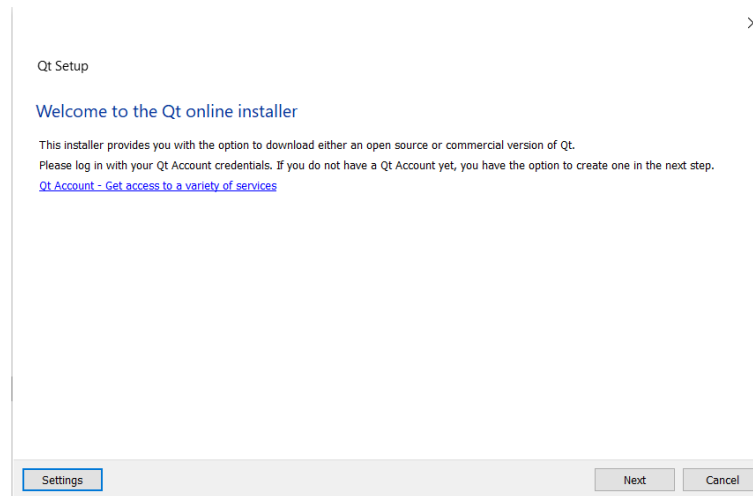 Qt Setup
Welcome to the Qt online installer
This installer provides you with the option to download either an open source or commercial version of Qt.
Please log in with your Qt Account credentials. If you do not have a Qt Account yet, you have the option to create one in the next step.
Qt Account - Get access to a variety of services
Settings Next Cancel